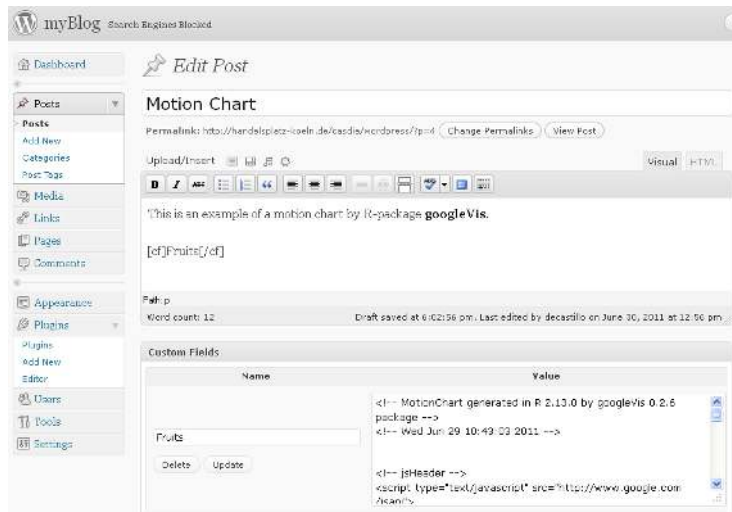 myBlog Search Engines Blocked
Dashboard
Edit Post
Posts
Posts
Add New
Categories
Post Tags
Media
Links
Pages
Comments
Appearance
Plugins
Plugins
Add New
Editor
Users
Tools
Settings
Motion Chart
Permalink: http://handelsplatz-koeln.de/casdie/wordpress/?p=4 Change Permalinks View Post
Upload/Insert Visual HTML
B I ABC
This is an example of a motion chart by R-package googleVis.
[cf]Fruits[/cf]
Path: p
Word count: 12 Draft saved at 6:02:56 pm. Last edited by decastillo on June 30, 2011 at 12:56 pm
Custom Fields
Name Value
Fruits
Delete Update
<!-- MotionChart generated in R 2.13.0 by googleVis 0.2.6
package -->
<!-- Wed Jun 29 10:43:03 2011 -->
<!-- jsHeader -->
<script type="text/javascript" src="http://www.google.com
/jsapi">